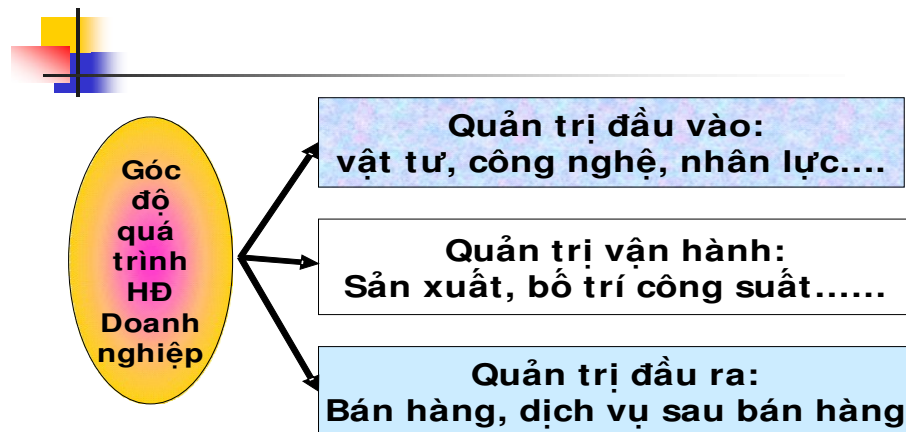 Góc
độ
quá
trình
HĐ
Doanh
nghiệp
Quản trị đầu vào:
vật tư, công nghệ, nhân lực....
Quản trị vận hành:
Sản xuất, bố trí công suất......
Quản trị đầu ra:
Bán hàng, dịch vụ sau bán hàng